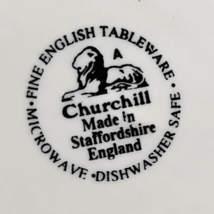 • FINE ENGLISH TABLEWARE •
A
Churchill
Made in
Staffordshire
England
• MICROWAVE • DISHWASHER SAFE •